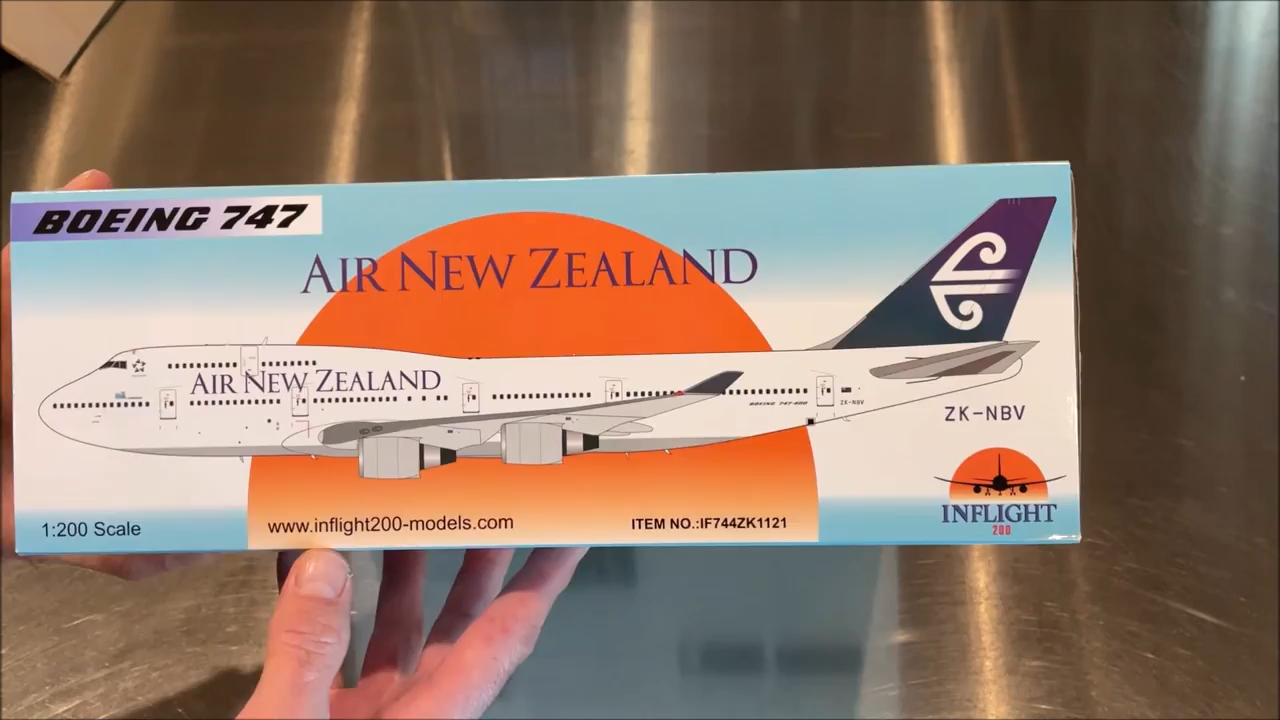 BOEING 747
AIR NEW ZEALAND
AIR NEW ZEALAND
BOEING 747-400
ZK-NBV
ZK-NBV
1:200 Scale
www.inflight200-models.com
ITEM NO.:IF744ZK1121
INFLIGHT
200